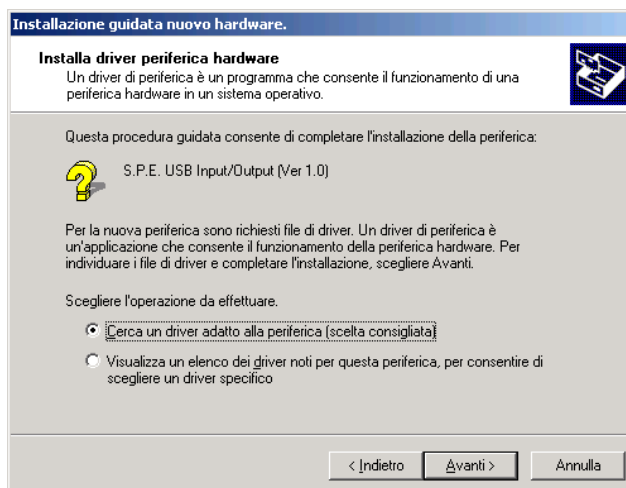 Installazione guidata nuovo hardware.
Installa driver periferica hardware
Un driver di periferica è un programma che consente il funzionamento di una
periferica hardware in un sistema operativo.
Questa procedura guidata consente di completare l'installazione della periferica:
S.P.E. USB Input/Output (Ver 1.0)
Per la nuova periferica sono richiesti file di driver. Un driver di periferica è
un'applicazione che consente il funzionamento della periferica hardware. Per
individuare i file di driver e completare l'installazione, scegliere Avanti.
Scegliere l'operazione da effettuare.
Cerca un driver adatto alla periferica (scelta consigliata)
Visualizza un elenco dei driver noti per questa periferica, per consentire di
scegliere un driver specifico
< Indietro Avanti > Annulla